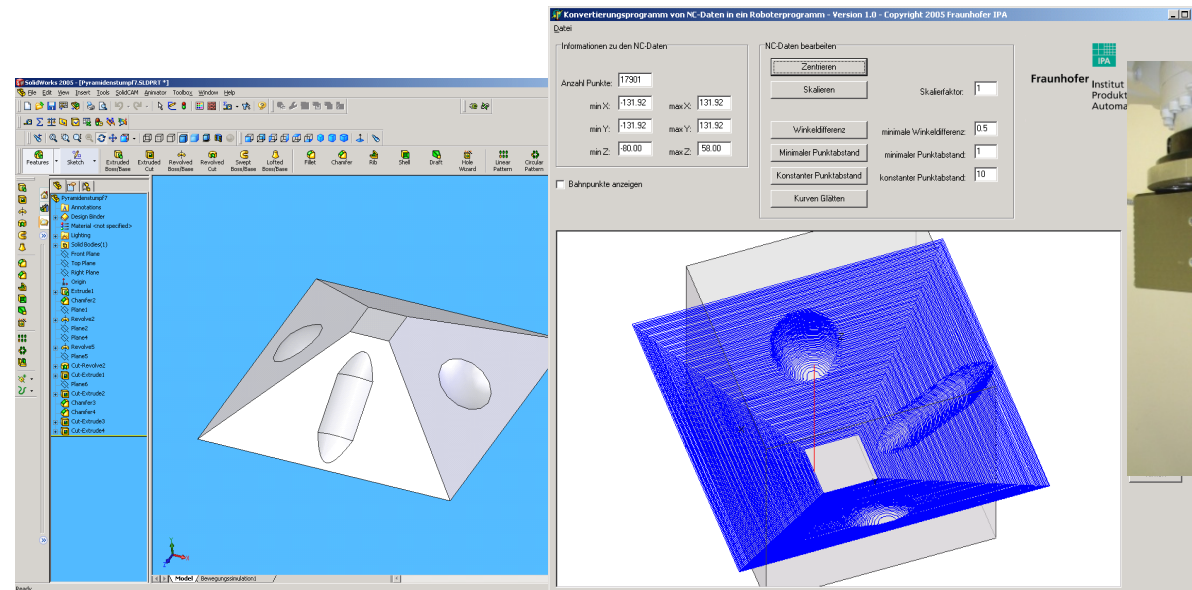 SolidWorks 2005 - [Pyramidenstumpf7.SLDPRT *]
File Edit View Insert Tools SolidCAM Animator Toolbox Window Help
Features
Sketch
Extruded Boss/Base
Extruded Cut
Revolved Boss/Base
Revolved Cut
Swept Boss/Base
Lofted Boss/Base
Fillet
Chamfer
Rib
Shell
Draft
Hole Wizard
Linear Pattern
Circular Pattern
Pyramidenstumpf7
Annotations
Design Binder
Material <not specified>
Lighting
Solid Bodies(1)
Front Plane
Top Plane
Right Plane
Origin
Extrude1
Chamfer2
Plane1
Revolve2
Plane2
Plane4
Revolve5
Plane5
Cut-Revolve2
Cut-Extrude1
Plane6
Cut-Extrude2
Chamfer3
Chamfer4
Cut-Extrude3
Cut-Extrude4
Model
Bewegungssimulation1
Ready
Konvertierungsprogramm von NC-Daten in ein Roboterprogramm - Version 1.0 - Copyright 2005 Fraunhofer IPA
Datei
Informationen zu den NC-Daten
Anzahl Punkte: 17901
min X: -131.92 max X: 131.92
min Y: -131.92 max Y: 131.92
min Z: -80.00 max Z: 58.00
Bahnpunkte anzeigen
NC-Daten bearbeiten
Zentrieren
Skalieren Skalierfaktor: 1
Winkeldifferenz minimale Winkeldifferenz: 0.5
Minimaler Punktabstand minimaler Punktabstand: 1
Konstanter Punktabstand konstanter Punktabstand: 10
Kurven Glätten
IPA
Fraunhofer Institut
Produkt
Automa